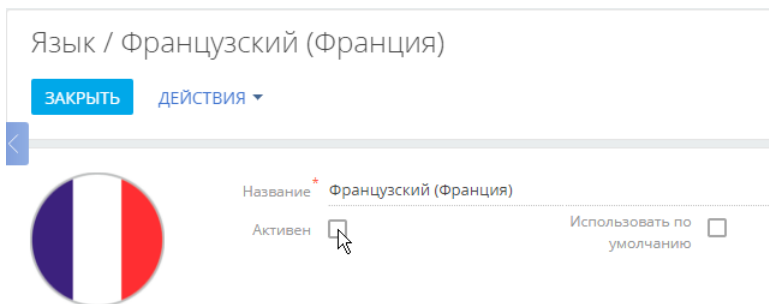 Язык / Французский (Франция)
ЗАКРЫТЬ ДЕЙСТВИЯ
Название* Французский (Франция)
Активен
Использовать по
умолчанию